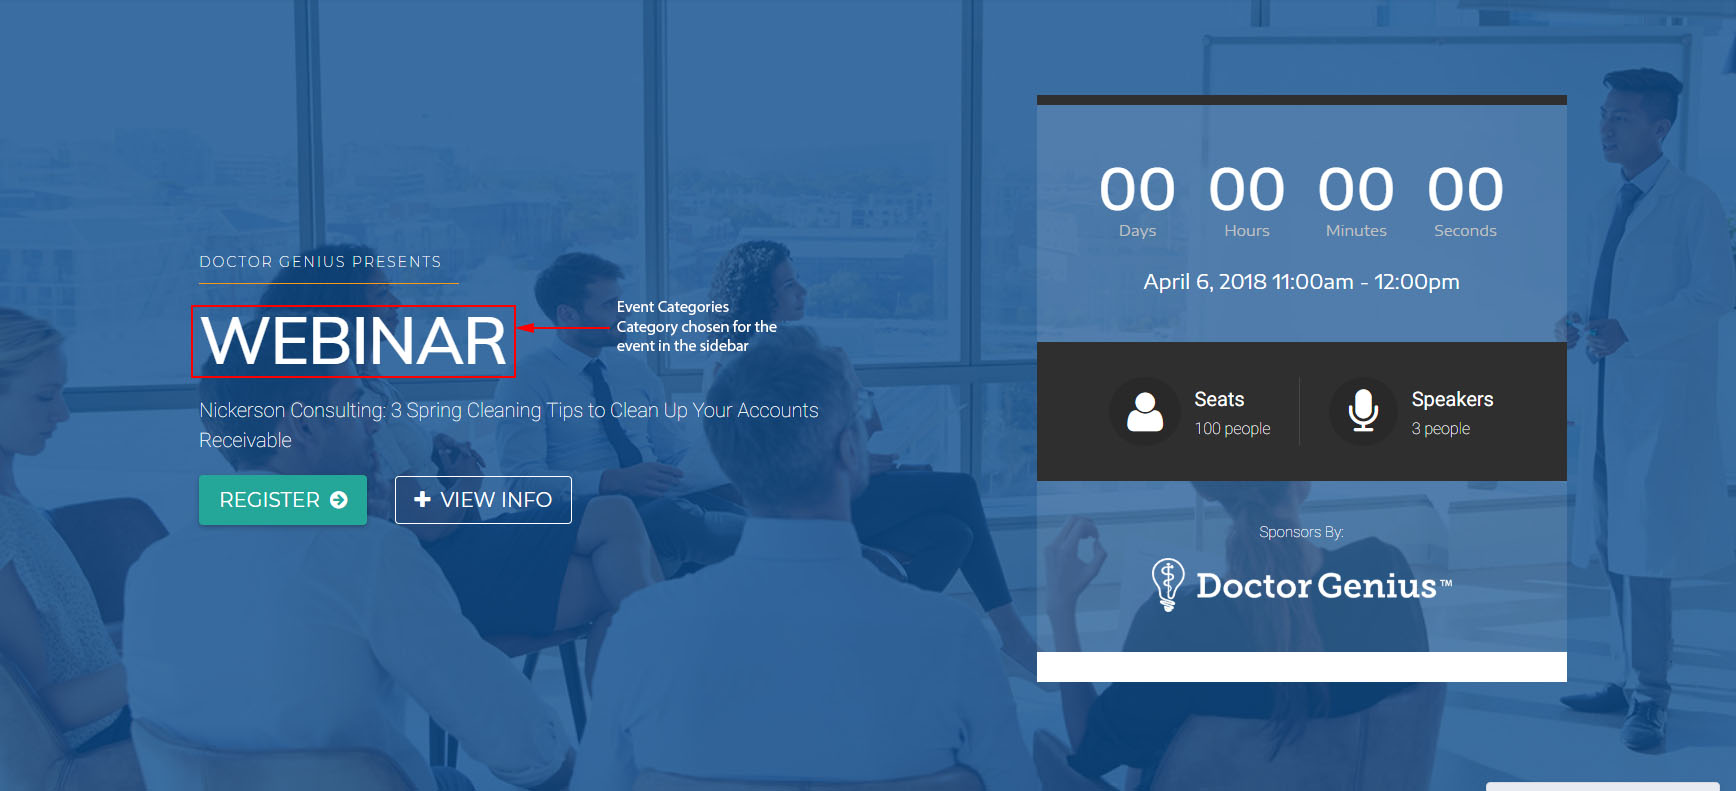 DOCTOR GENIUS PRESENTS
WEBINAR
Event Categories
Category chosen for the
event in the sidebar
Nickerson Consulting: 3 Spring Cleaning Tips to Clean Up Your Accounts
Receivable
REGISTER
VIEW INFO
00 00 00 00
Days Hours Minutes Seconds
April 6, 2018 11:00am - 12:00pm
Seats
100 people
Speakers
3 people
Sponsors By:
Doctor Genius™